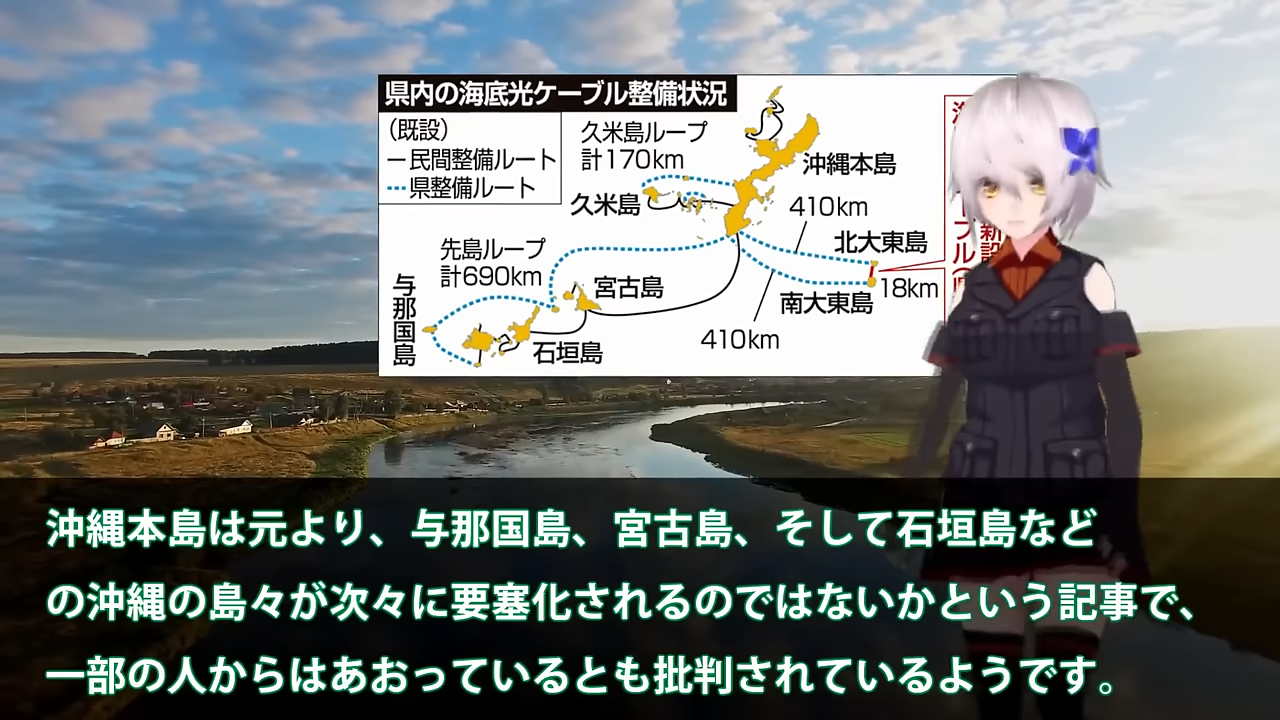 県内の海底光ケーブル整備状況
(既設)
民間整備ルート
県整備ルート
久米島ループ
計170km
沖縄本島
久米島
410km
北大東島
先島ループ
計690km
宮古島
18km
南大東島
与那国島
410km
石垣島
新設
ブル
沖縄本島は元より、与那国島、宮古島、そして石垣島など
の沖縄の島々が次々に要塞化されるのではないかという記事で、
一部の人からはあおっているとも批判されているようです。